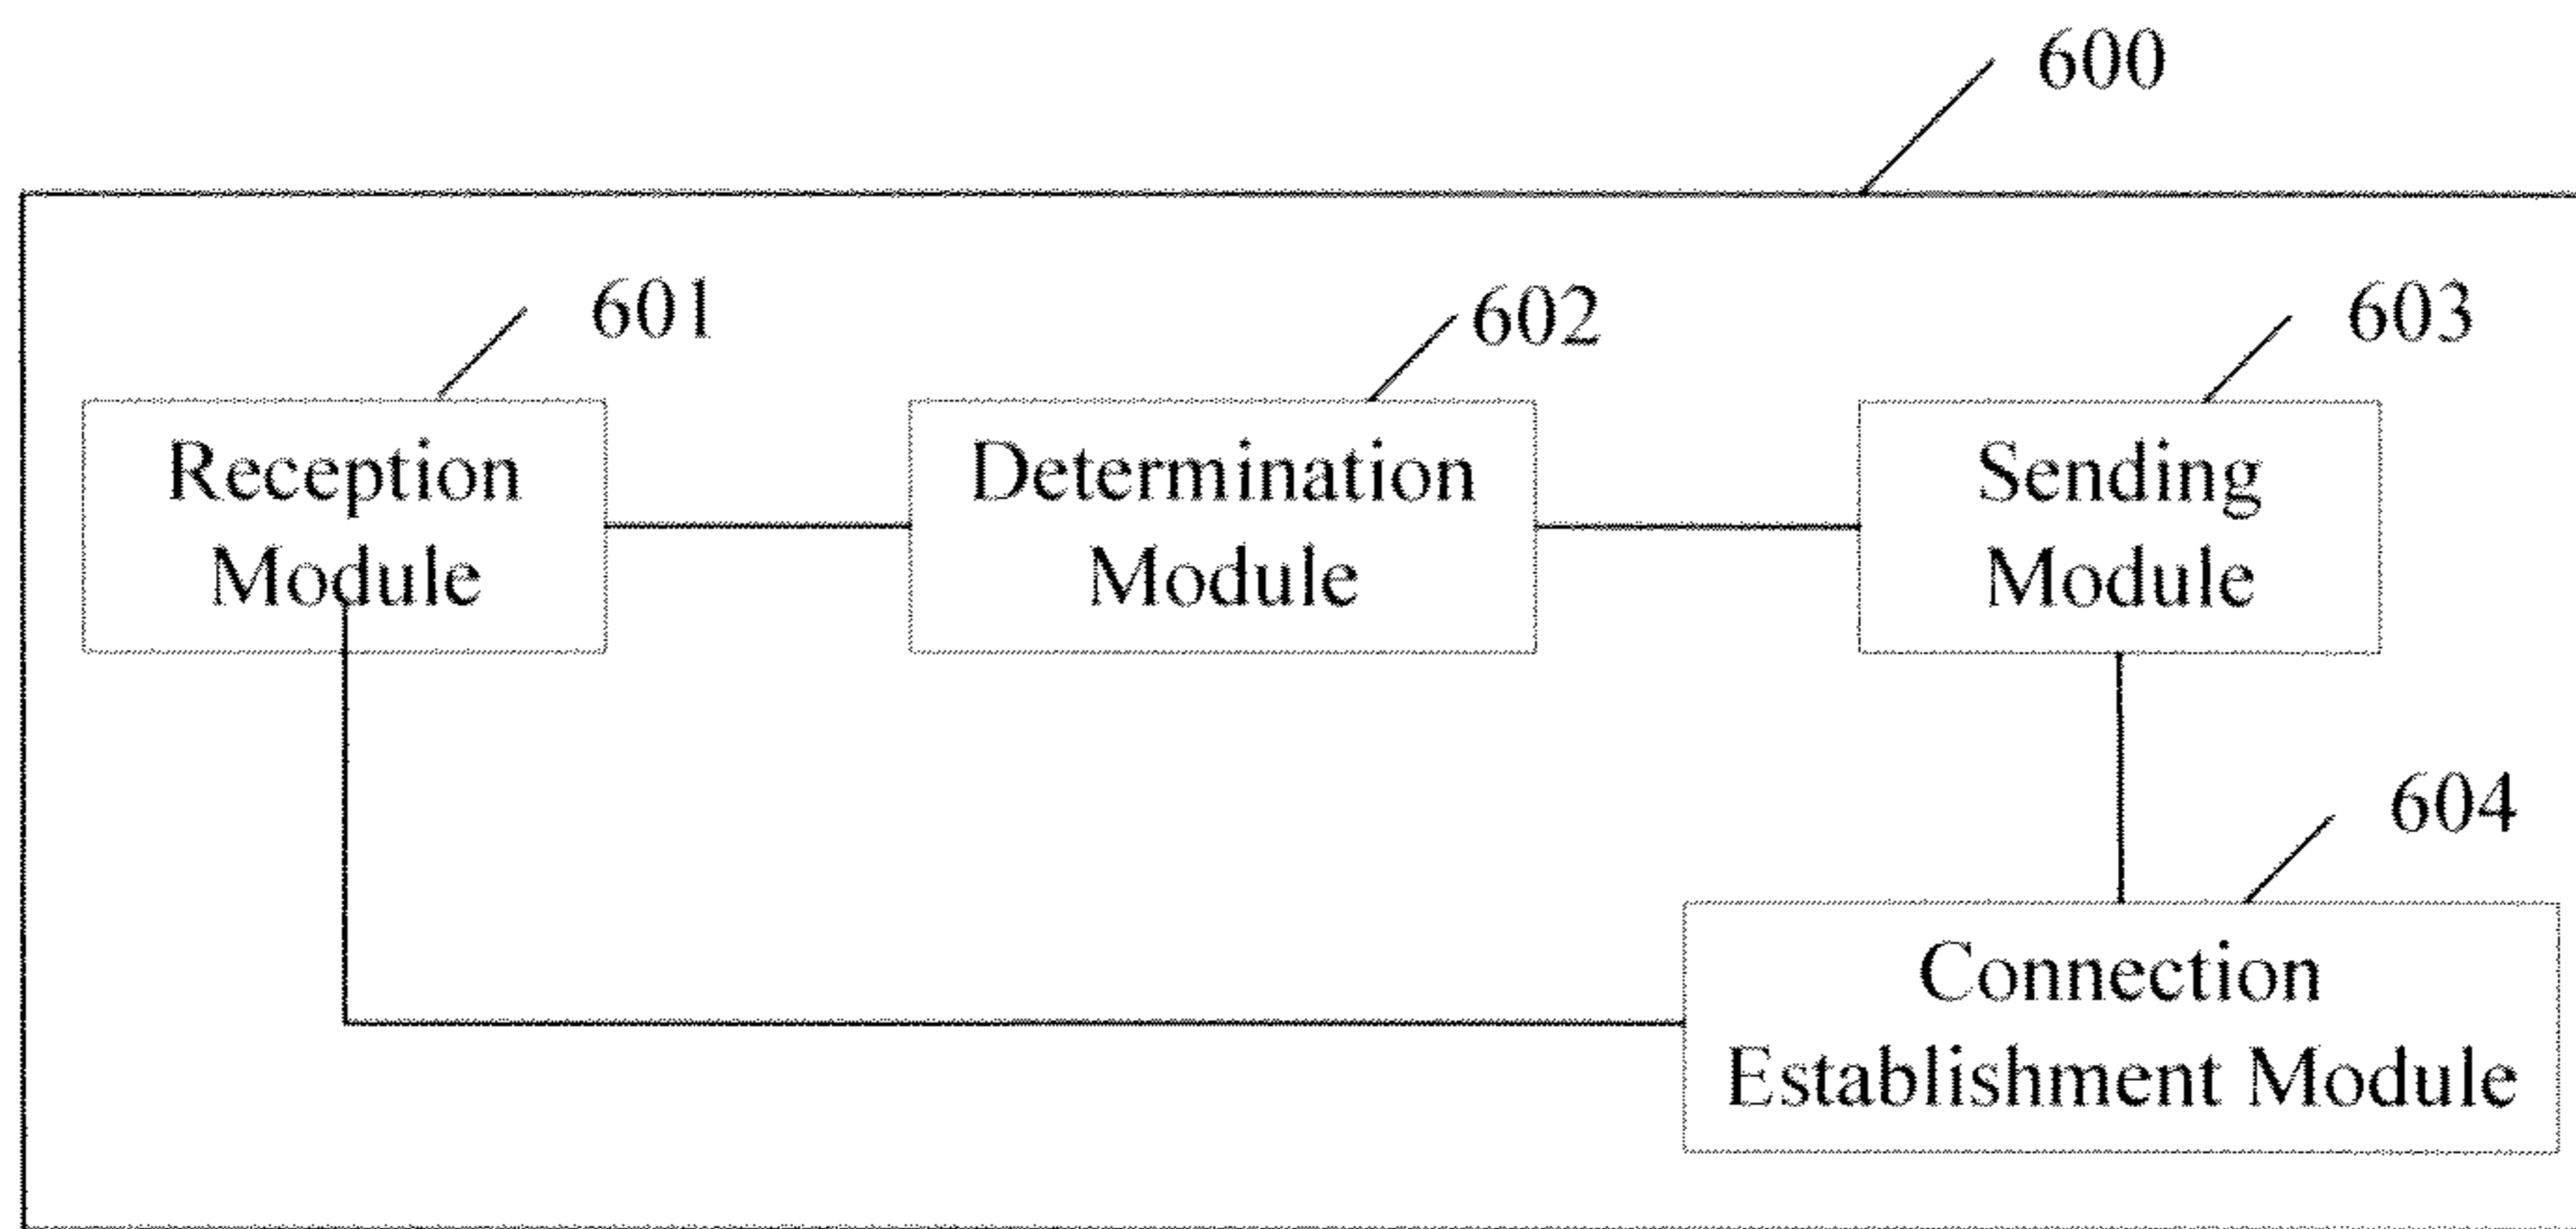 600
601
602
603
Reception
Module
Determination
Module
Sending
Module
604
Connection
Establishment Module